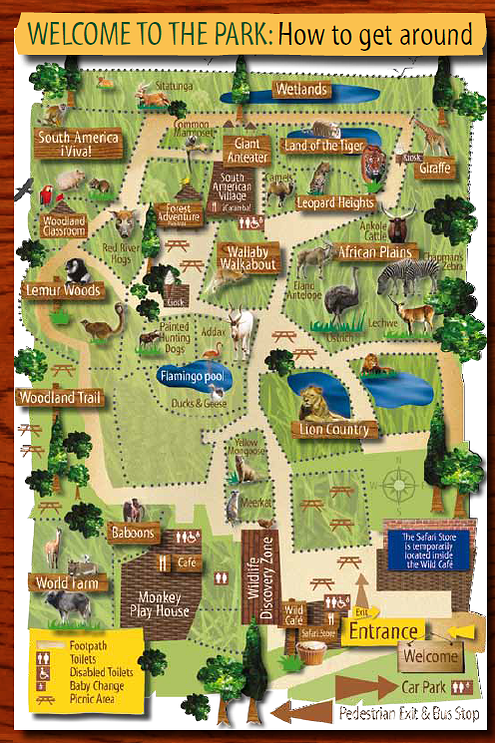 WELCOME TO THE PARK: How to get around
Sitatunga
Wetlands
South America
¡Viva!
Common
Marmoset
Giant
Anteater
Land of the Tiger
Kiosk
Giraffe
South
American
Village
¡Caramba!
Camels
Leopard Heights
Woodland
Classroom
Forest
Adventure
Red River
Hogs
Ankole
Cattle
Wallaby
Walkabout
African Plains
Chapman's
Zebra
Lemur Woods
Eland
Antelope
Kiosk
Painted
Hunting
Dogs
Addax
Ostrich
Lechwe
Flamingo pool
Ducks & Geese
Woodland Trail
Lion Country
Yellow
Mongoose
Meerkat
N
Baboons
Café
Wildlife
Discovery Zone
The Safari Store
is temporarily
located inside
the Wild Café
World Farm
Monkey
Play House
Wild
Café
Safari Store
Exit
Entrance
Welcome
Footpath
Toilets
Disabled Toilets
Baby Change
Picnic Area
Car Park
Pedestrian Exit & Bus Stop